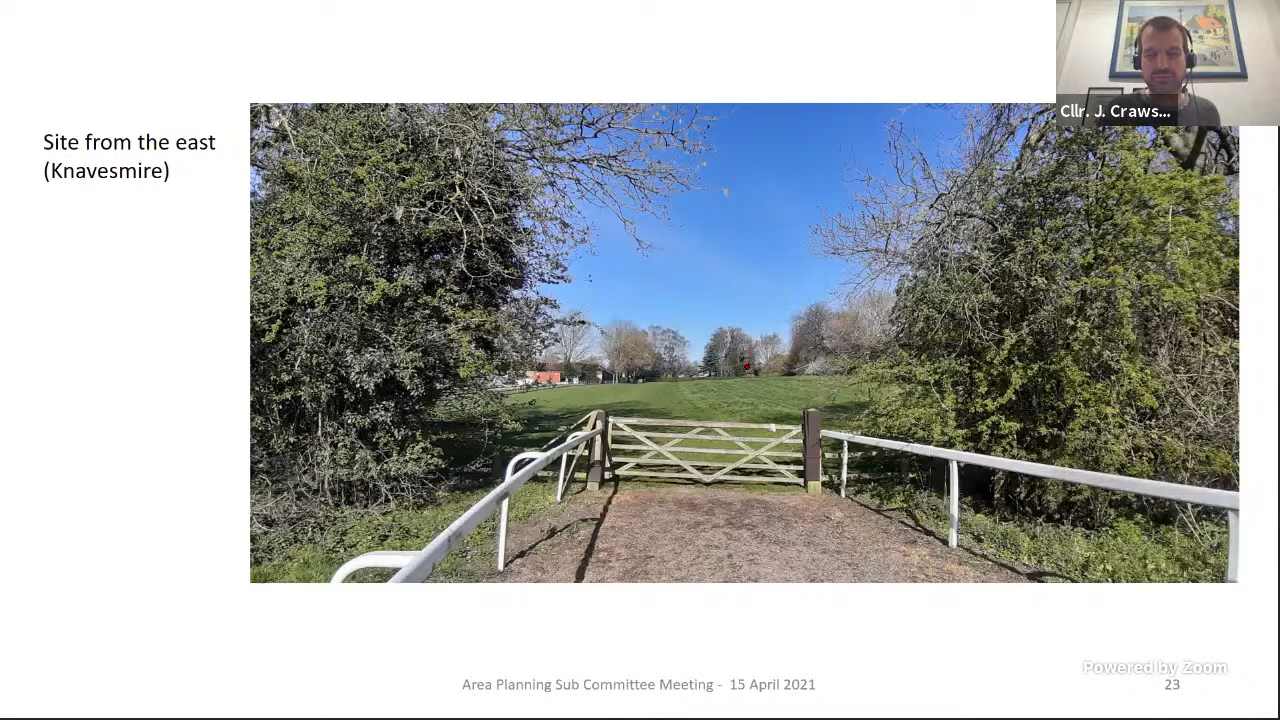 Cllr. J. Craws...
Site from the east
(Knavesmire)
Powered by Zoom
Area Planning Sub Committee Meeting - 15 April 2021
23